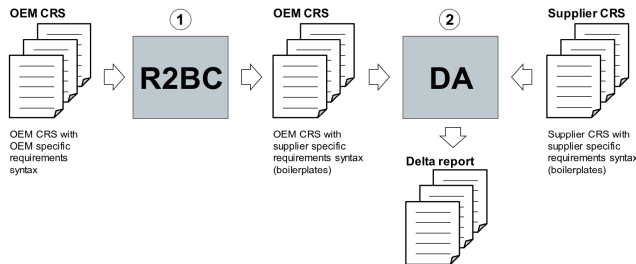 OEM CRS
1
OEM CRS
2
Supplier CRS
R2BC
DA
OEM CRS with
OEM specific
requirements
syntax
OEM CRS with
supplier specific
requirements syntax
(boilerplates)
Supplier CRS with
supplier specific
requirements syntax
(boilerplates)
Delta report